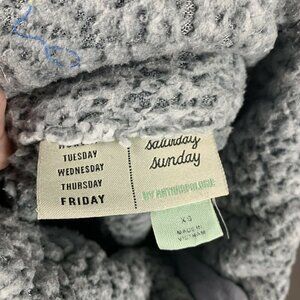 TUESDAY
WEDNESDAY
THURSDAY
FRIDAY
saturday
sunday
BY ANTHROPOLOGIE
XS
MADE IN
VIETNAM